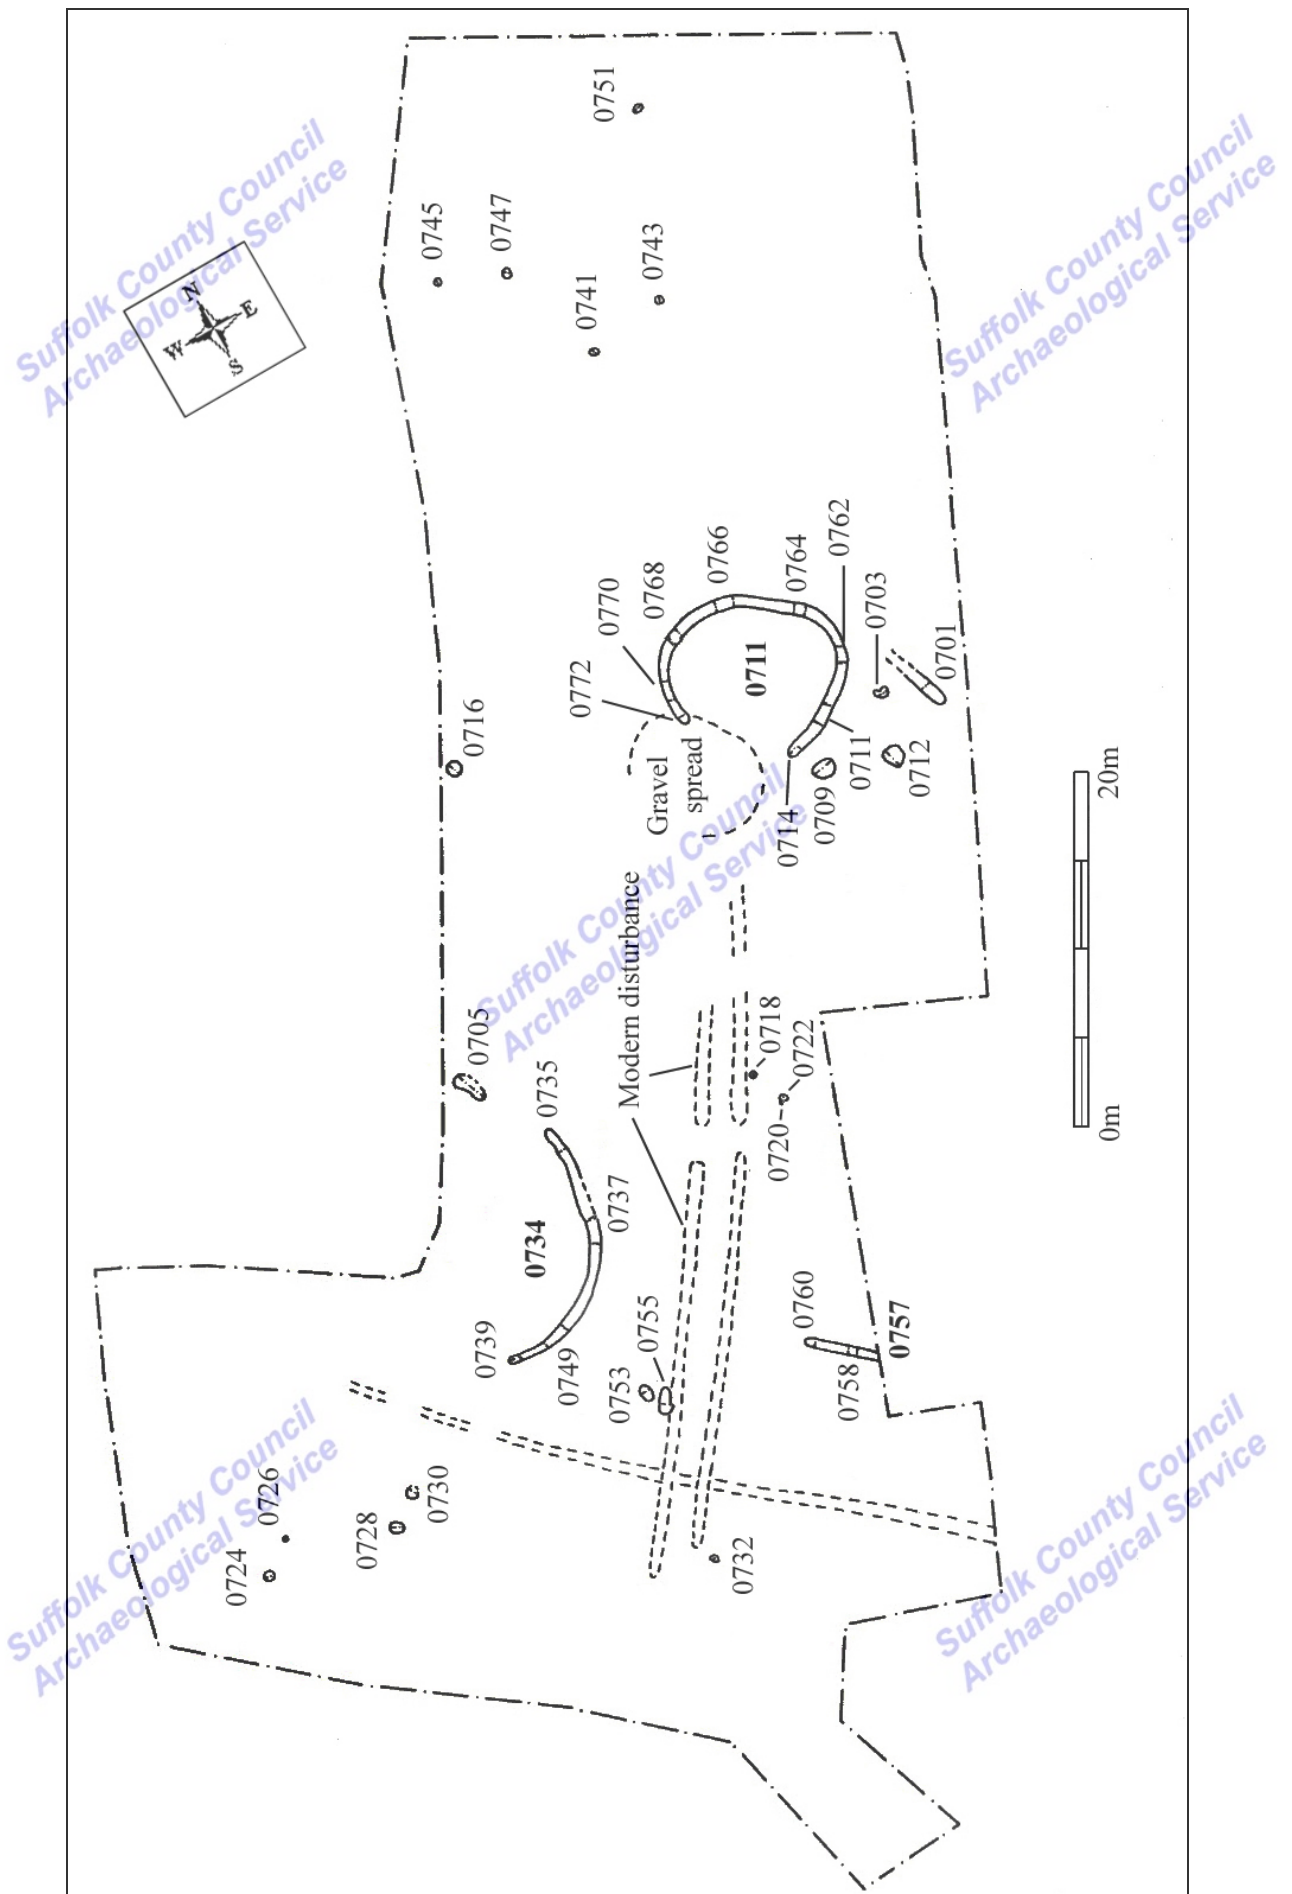 Suffolk County Council
Archaeological Service
Suffolk County Council
Archaeological Service
0751
0745
0747
0743
0741
N
E
S
W
0762
0766
0764
0768
0770
0703
0711
0701
0772
0716
Gravel
spread
0711
0712
0709
0714
20m
Suffolk County Council
Archaeological Service
Modern disturbance
0705
0718
0722
0720
0735
0737
0734
0m
0760
0757
0755
0739
0749
0753
0758
Suffolk County Council
Archaeological Service
Suffolk County Council
Archaeological Service
0726
0730
0728
0724
0732